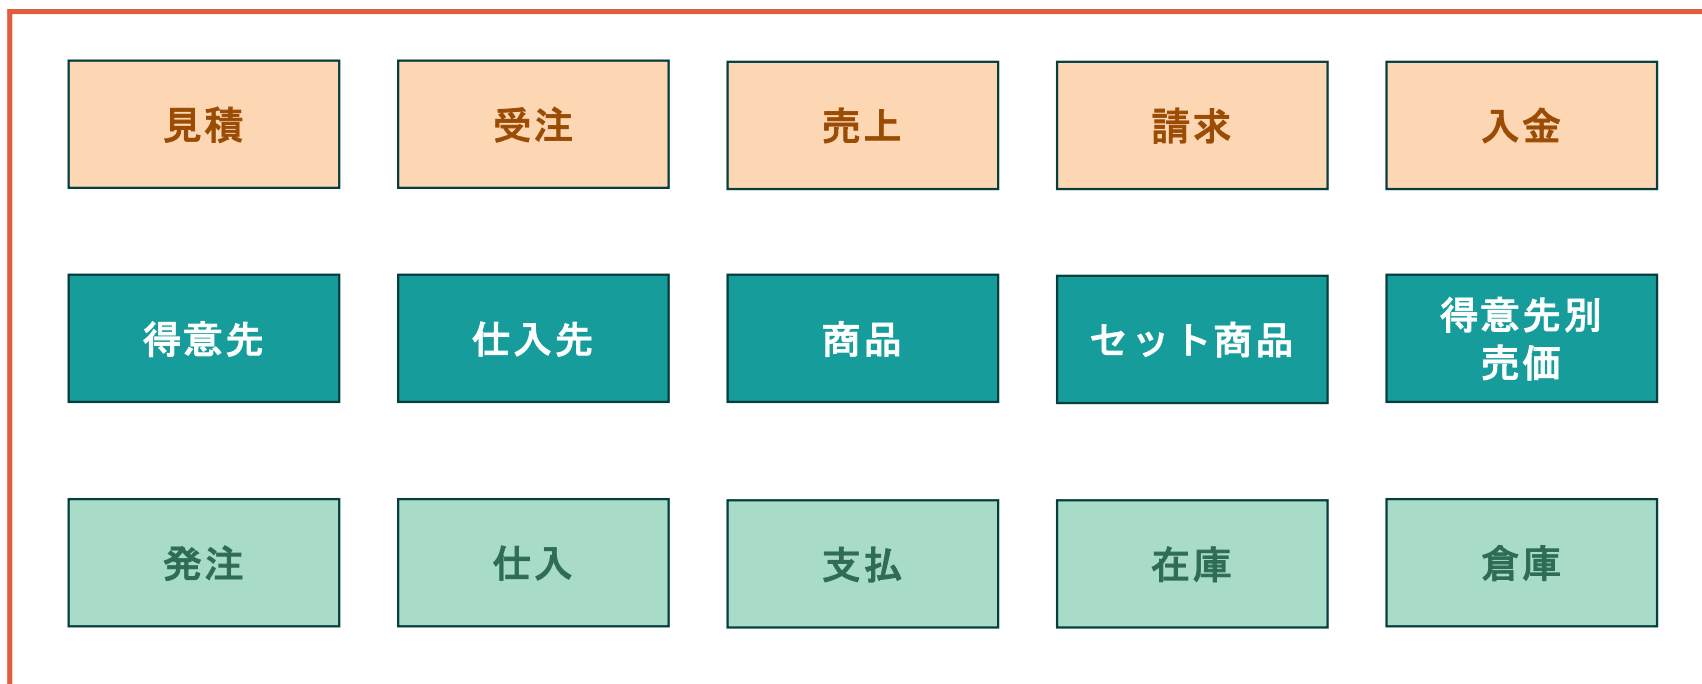 見積
受注
売上
請求
入金
得意先
仕入先
商品
セット商品
得意先別
売価
発注
仕入
支払
在庫
倉庫